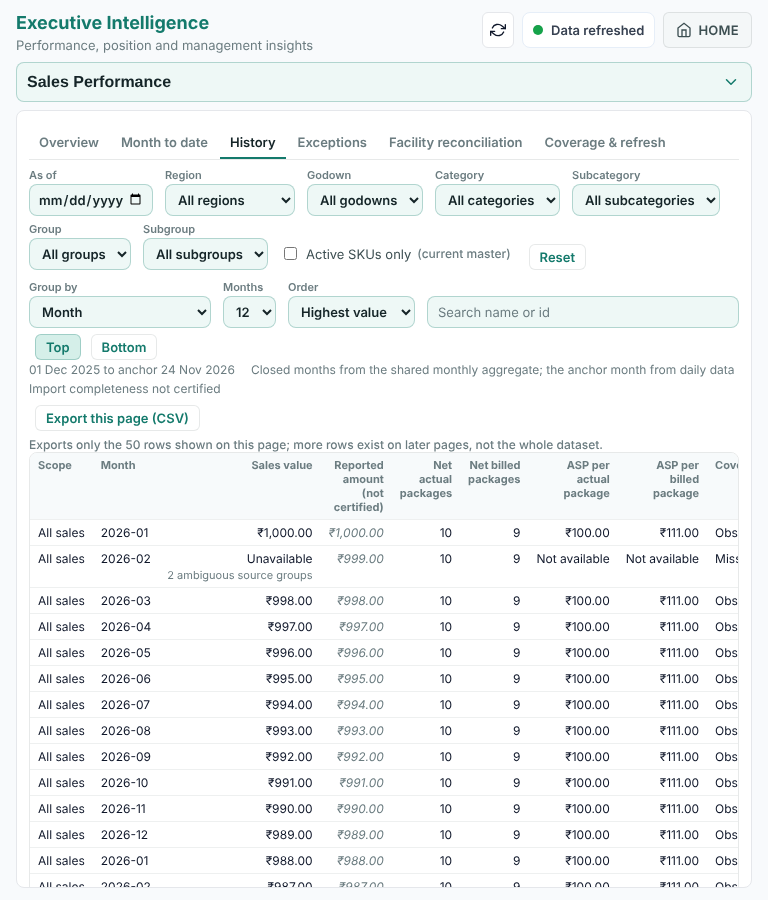 Executive Intelligence
Performance, position and management insights
Data refreshed
HOME
Sales Performance
Overview Month to date History Exceptions Facility reconciliation Coverage & refresh
As of Region Godown Category Subcategory
mm/dd/yyyy All regions All godowns All categories All subcategories
Group Subgroup
All groups All subgroups Active SKUs only (current master) Reset
Group by Months Order
Month 12 Highest value Search name or id
Top Bottom
01 Dec 2025 to anchor 24 Nov 2026 Closed months from the shared monthly aggregate; the anchor month from daily data
Import completeness not certified
Export this page (CSV)
Exports only the 50 rows shown on this page; more rows exist on later pages, not the whole dataset.
Scope Month Sales value Reported amount (not certified) Net actual packages Net billed packages ASP per actual package ASP per billed package
All sales 2026-01 ₹1,000.00 ₹1,000.00 10 9 ₹100.00 ₹111.00 Obs
All sales 2026-02 Unavailable ₹999.00 10 9 Not available Not available Miss
2 ambiguous source groups
All sales 2026-03 ₹998.00 ₹998.00 10 9 ₹100.00 ₹111.00 Obs
All sales 2026-04 ₹997.00 ₹997.00 10 9 ₹100.00 ₹111.00 Obs
All sales 2026-05 ₹996.00 ₹996.00 10 9 ₹100.00 ₹111.00 Obs
All sales 2026-06 ₹995.00 ₹995.00 10 9 ₹100.00 ₹111.00 Obs
All sales 2026-07 ₹994.00 ₹994.00 10 9 ₹100.00 ₹111.00 Obs
All sales 2026-08 ₹993.00 ₹993.00 10 9 ₹100.00 ₹111.00 Obs
All sales 2026-09 ₹992.00 ₹992.00 10 9 ₹100.00 ₹111.00 Obs
All sales 2026-10 ₹991.00 ₹991.00 10 9 ₹100.00 ₹111.00 Obs
All sales 2026-11 ₹990.00 ₹990.00 10 9 ₹100.00 ₹111.00 Obs
All sales 2026-12 ₹989.00 ₹989.00 10 9 ₹100.00 ₹111.00 Obs
All sales 2026-01 ₹988.00 ₹988.00 10 9 ₹100.00 ₹111.00 Obs
All sales 2026-02 ₹987.00 ₹987.00 10 9 ₹100.00 ₹111.00 Obs